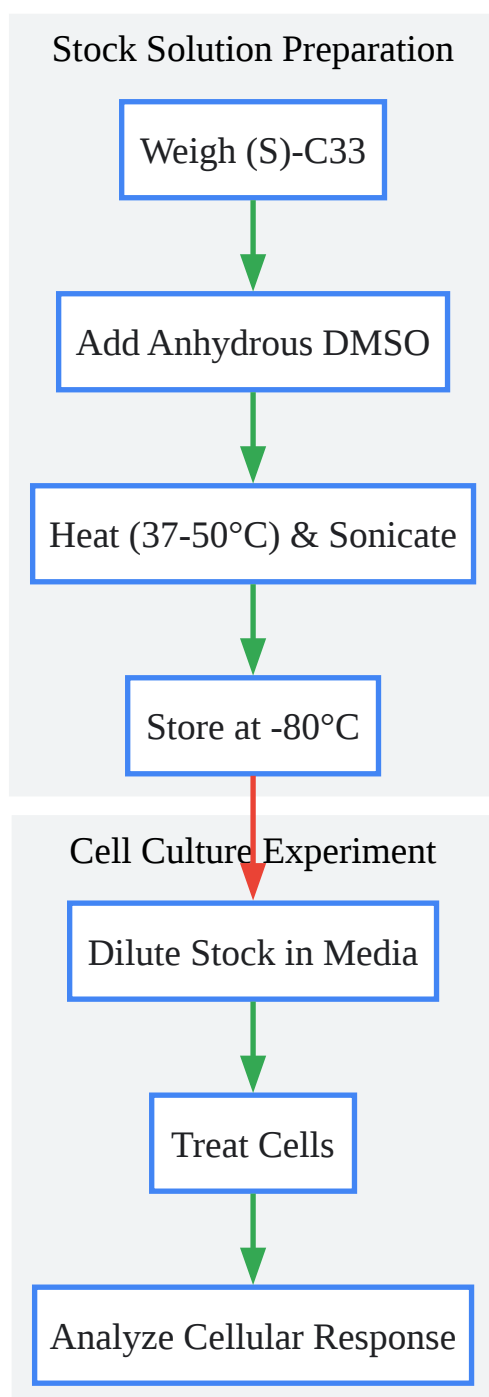 Stock Solution Preparation
Weigh (S)-C33
Add Anhydrous DMSO
Heat (37-50°C) & Sonicate
Store at -80°C
Cell Culture Experiment
Dilute Stock in Media
Treat Cells
Analyze Cellular Response